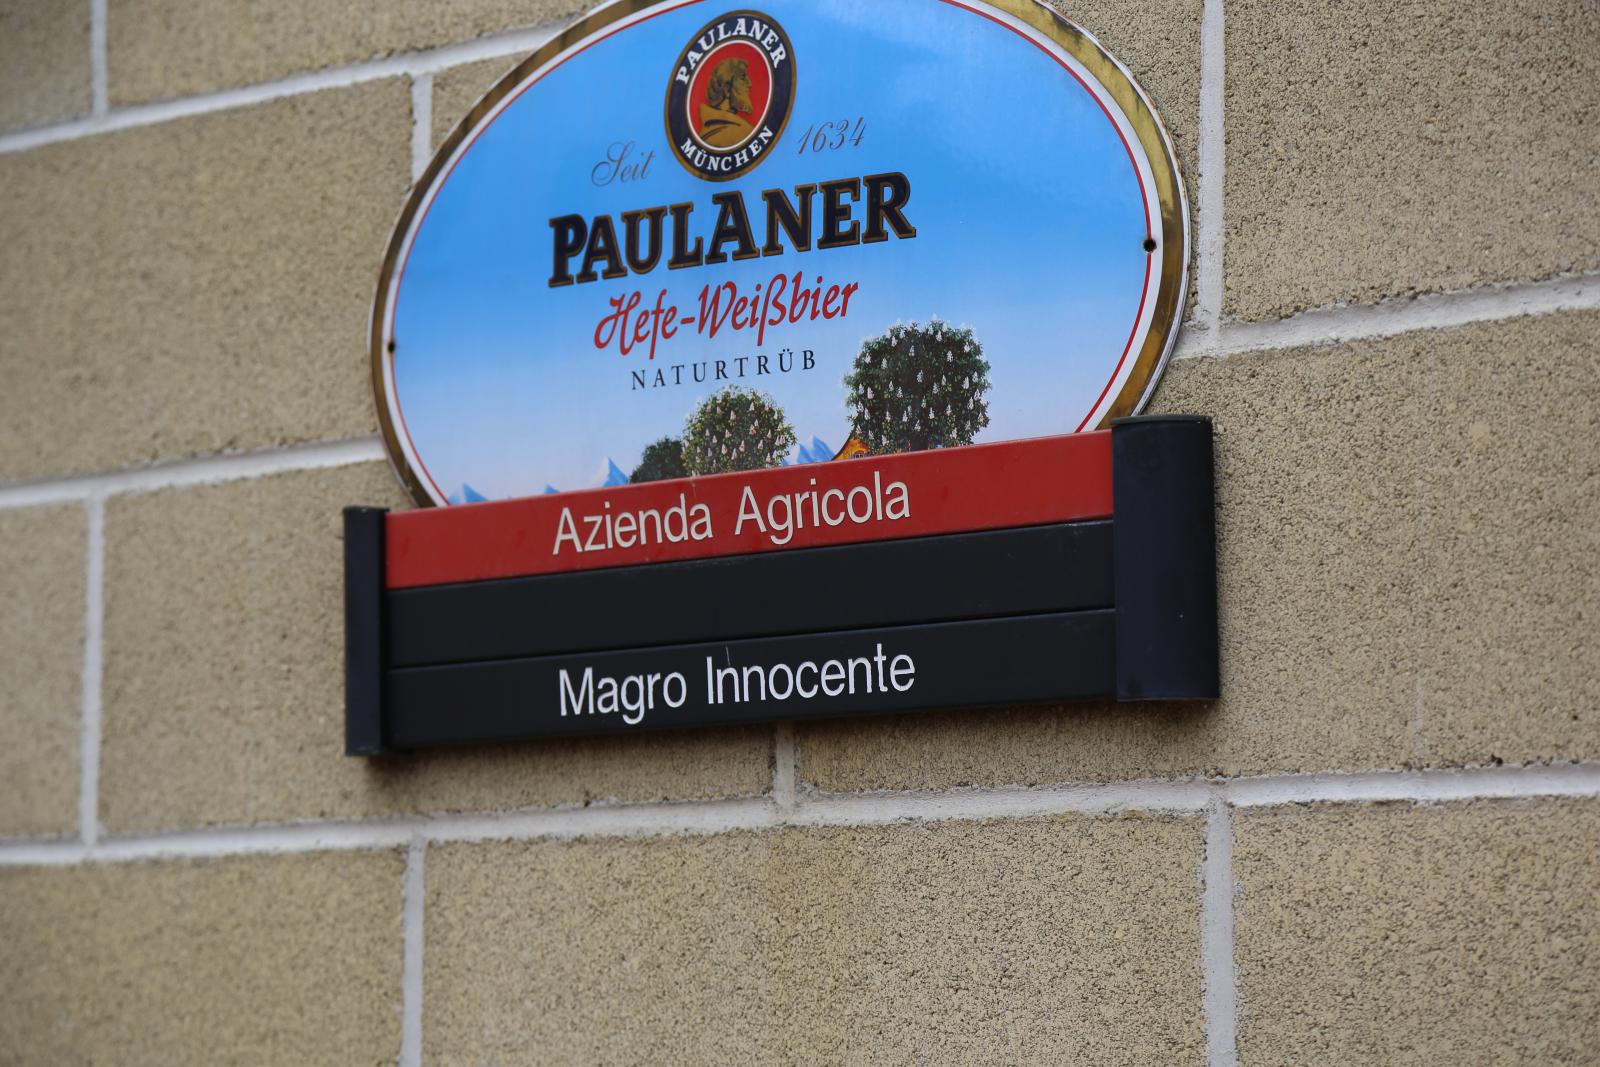 PAULANER
MÜNCHEN
Seit 1634
PAULANER
Hefe-Weißbier
NATURTRÜB
Azienda Agricola
Magro Innocente